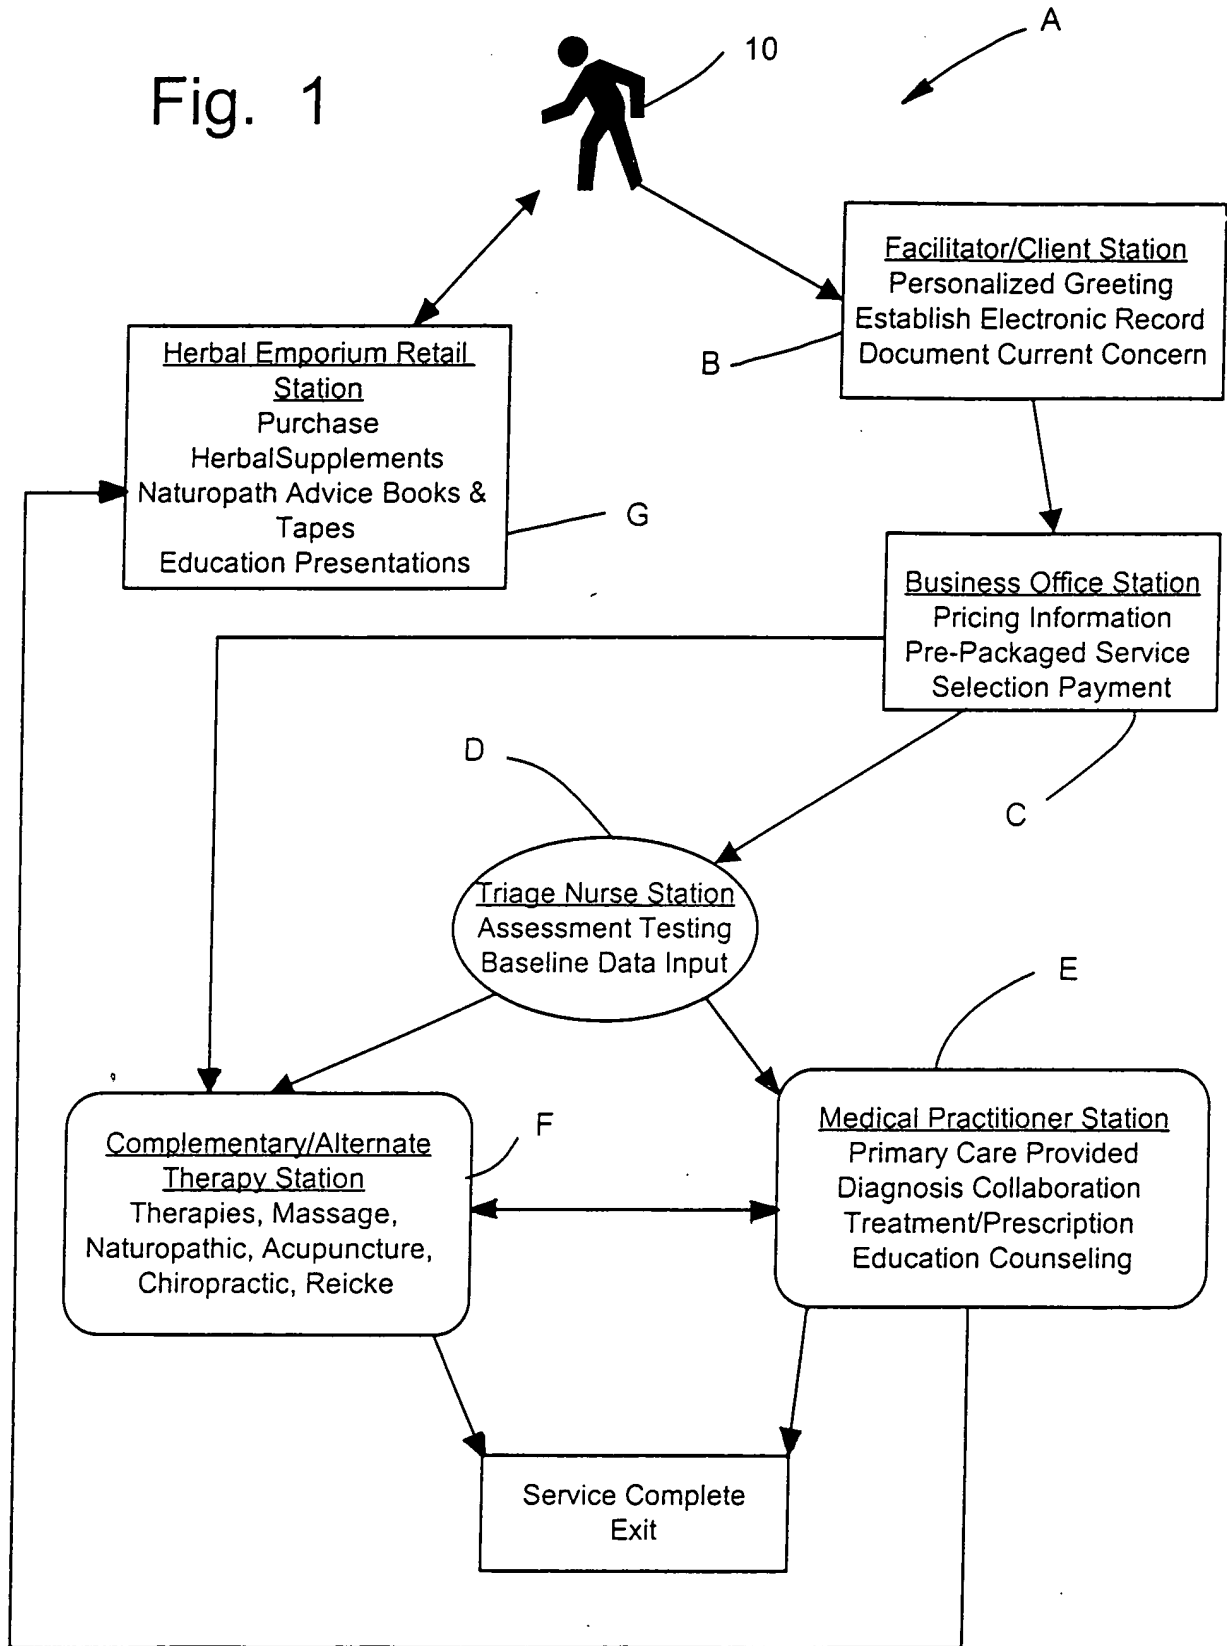 Fig. 1
10
A
Facilitator/Client Station
Personalized Greeting
Establish Electronic Record
Document Current Concern
B
Herbal Emporium Retail
Station
Purchase
HerbalSupplements
Naturopath Advice Books &
Tapes
Education Presentations
G
Business Office Station
Pricing Information
Pre-Packaged Service
Selection Payment
C
D
Triage Nurse Station
Assessment Testing
Baseline Data Input
E
Complementary/Alternate
Therapy Station
Therapies, Massage,
Naturopathic, Acupuncture,
Chiropractic, Reicke
F
Medical Practitioner Station
Primary Care Provided
Diagnosis Collaboration
Treatment/Prescription
Education Counseling
Service Complete
Exit